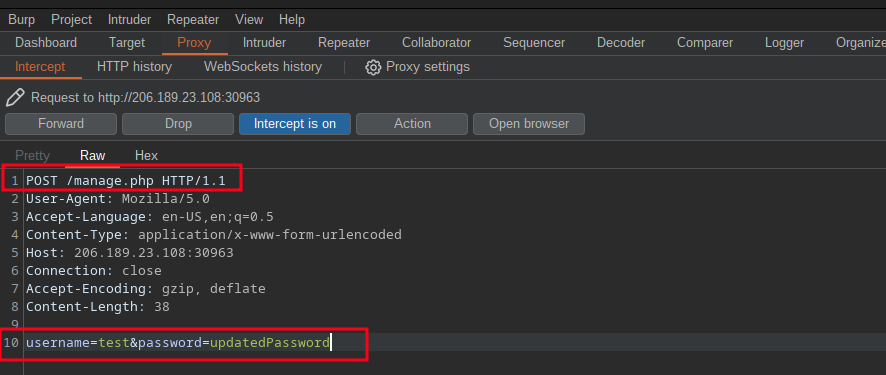 Burp Project Intruder Repeater View Help
Dashboard Target Proxy Intruder Repeater Collaborator Sequencer Decoder Comparer Logger Organize
Intercept HTTP history WebSockets history Proxy settings
Request to http://206.189.23.108:30963
Forward Drop Intercept is on Action Open browser
Pretty Raw Hex
1 POST /manage.php HTTP/1.1
2 User-Agent: Mozilla/5.0
3 Accept-Language: en-US,en;q=0.5
4 Content-Type: application/x-www-form-urlencoded
5 Host: 206.189.23.108:30963
6 Connection: close
7 Accept-Encoding: gzip, deflate
8 Content-Length: 38
9
10 username=test&password=updatedPassword